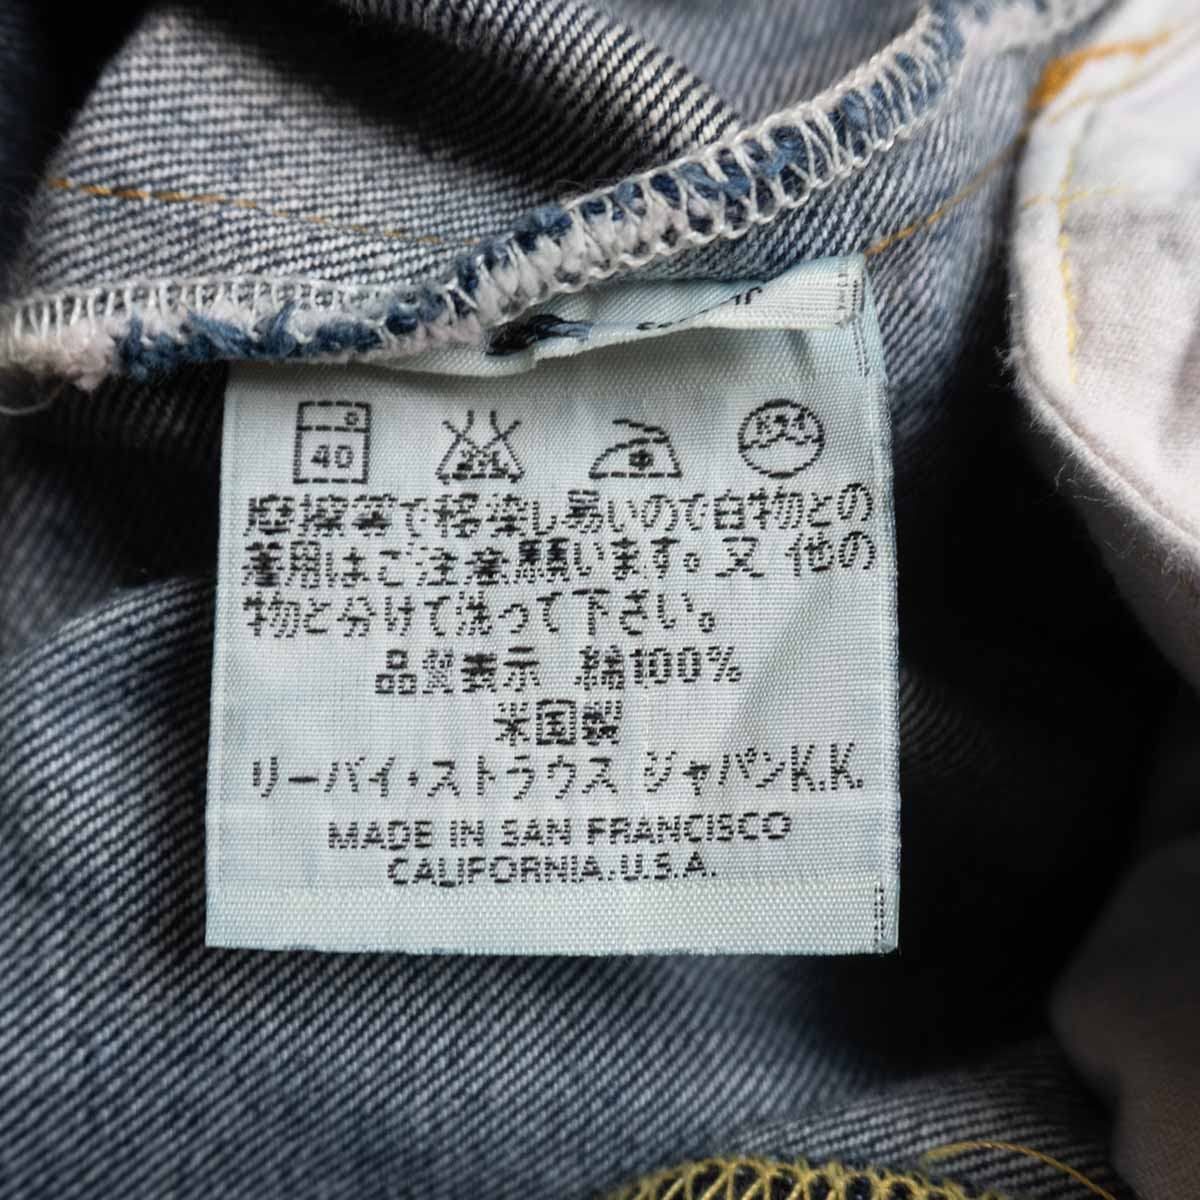 40
摩擦等で移染し易いので白物との
着用はご注意願います。又 他の
物と分けて洗って下さい。
品質表示 綿100%
米国製
リーバイ・ストラウス ジャパンK.K.
MADE IN SAN FRANCISCO
CALIFORNIA.U.S.A.